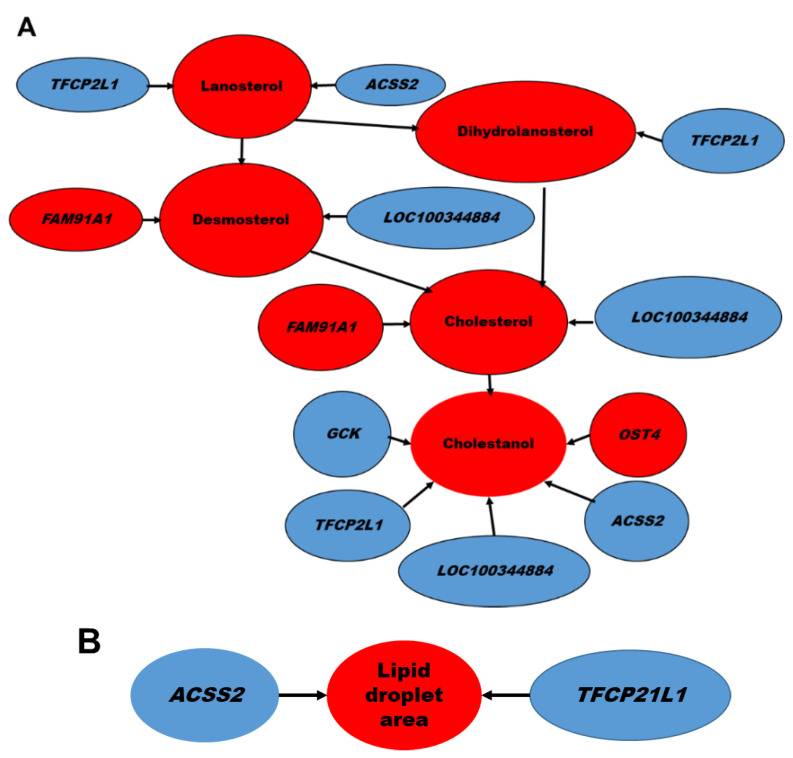 A
TFCP2L1
Lanosterol
ACSS2
Dihydrolanosterol
TFCP2L1
FAM91A1
Desmosterol
LOC100344884
FAM91A1
Cholesterol
LOC100344884
GCK
Cholestanol
OST4
TFCP2L1
ACSS2
LOC100344884
B
ACSS2
Lipid
droplet
area
TFCP21L1